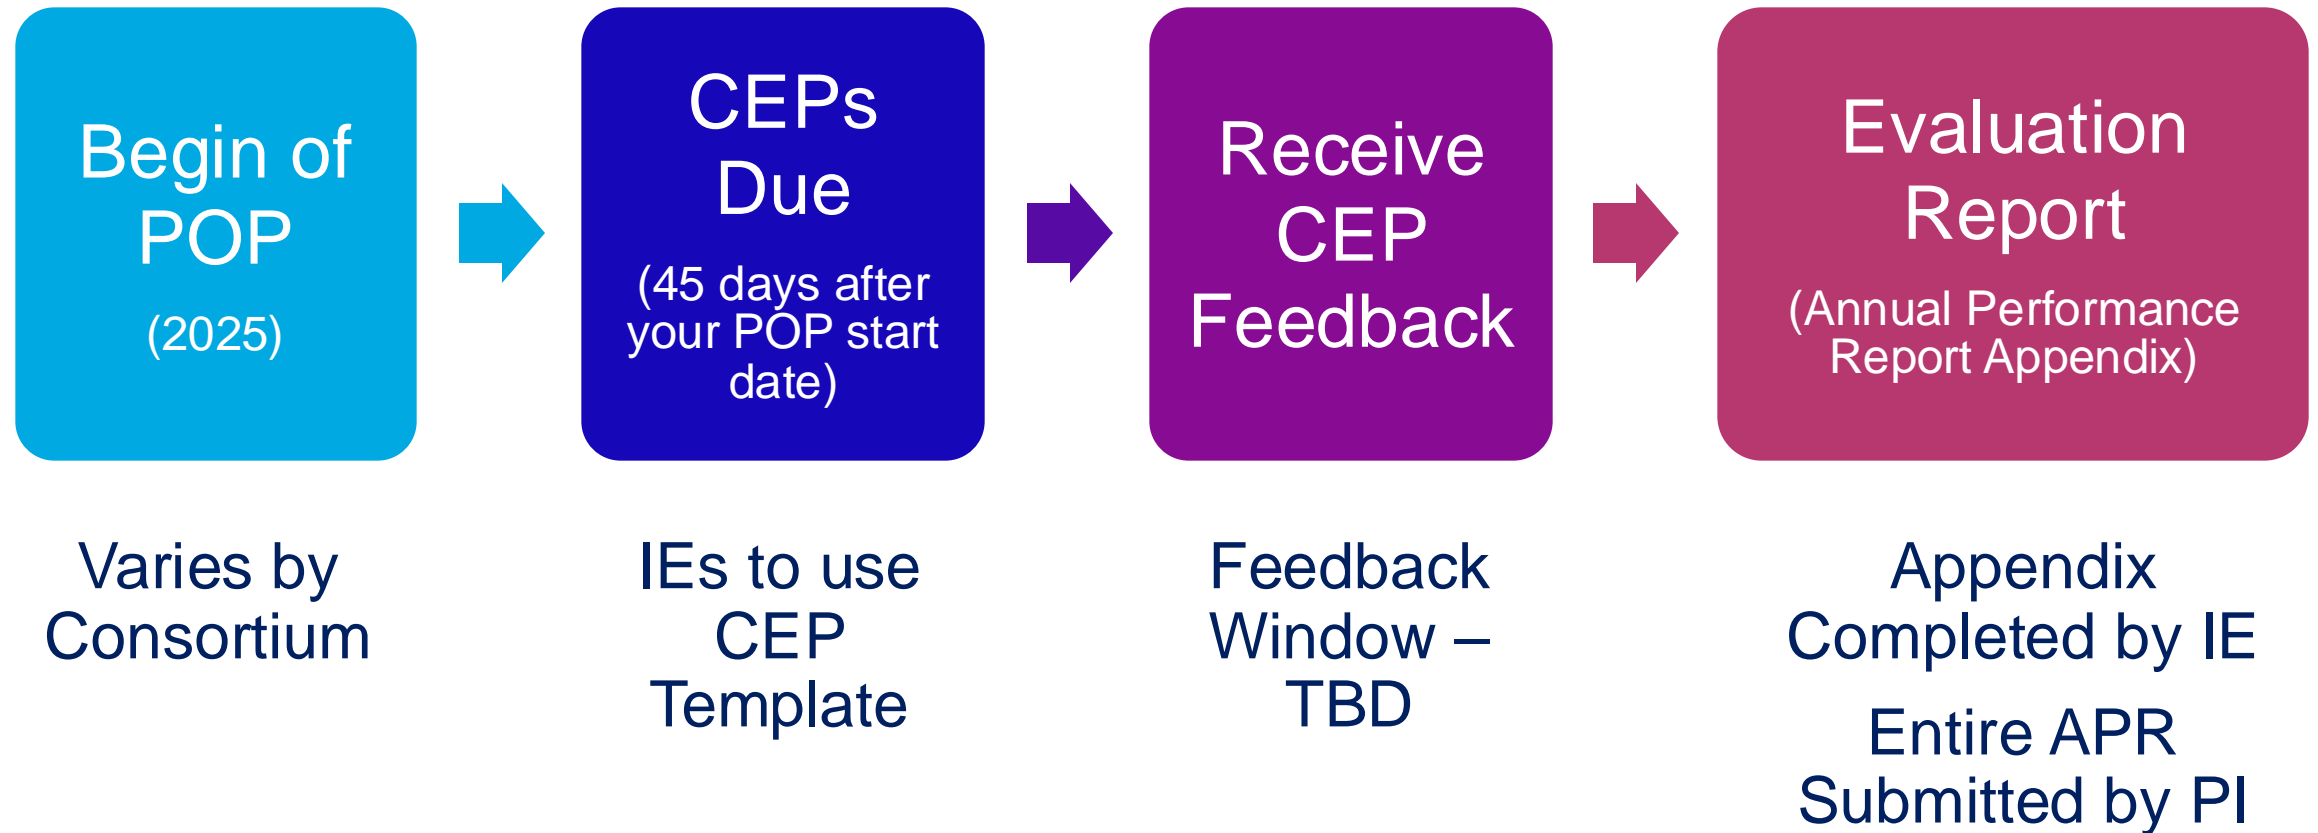 Begin of
POP
(2025)
CEPs
Due
(45 days after
your POP start
date)
Receive
CEP
Feedback
Evaluation
Report
(Annual Performance
Report Appendix)
Varies by
Consortium
IEs to use
CEP
Template
Feedback
Window –
TBD
Appendix
Completed by IE
Entire APR
Submitted by PI